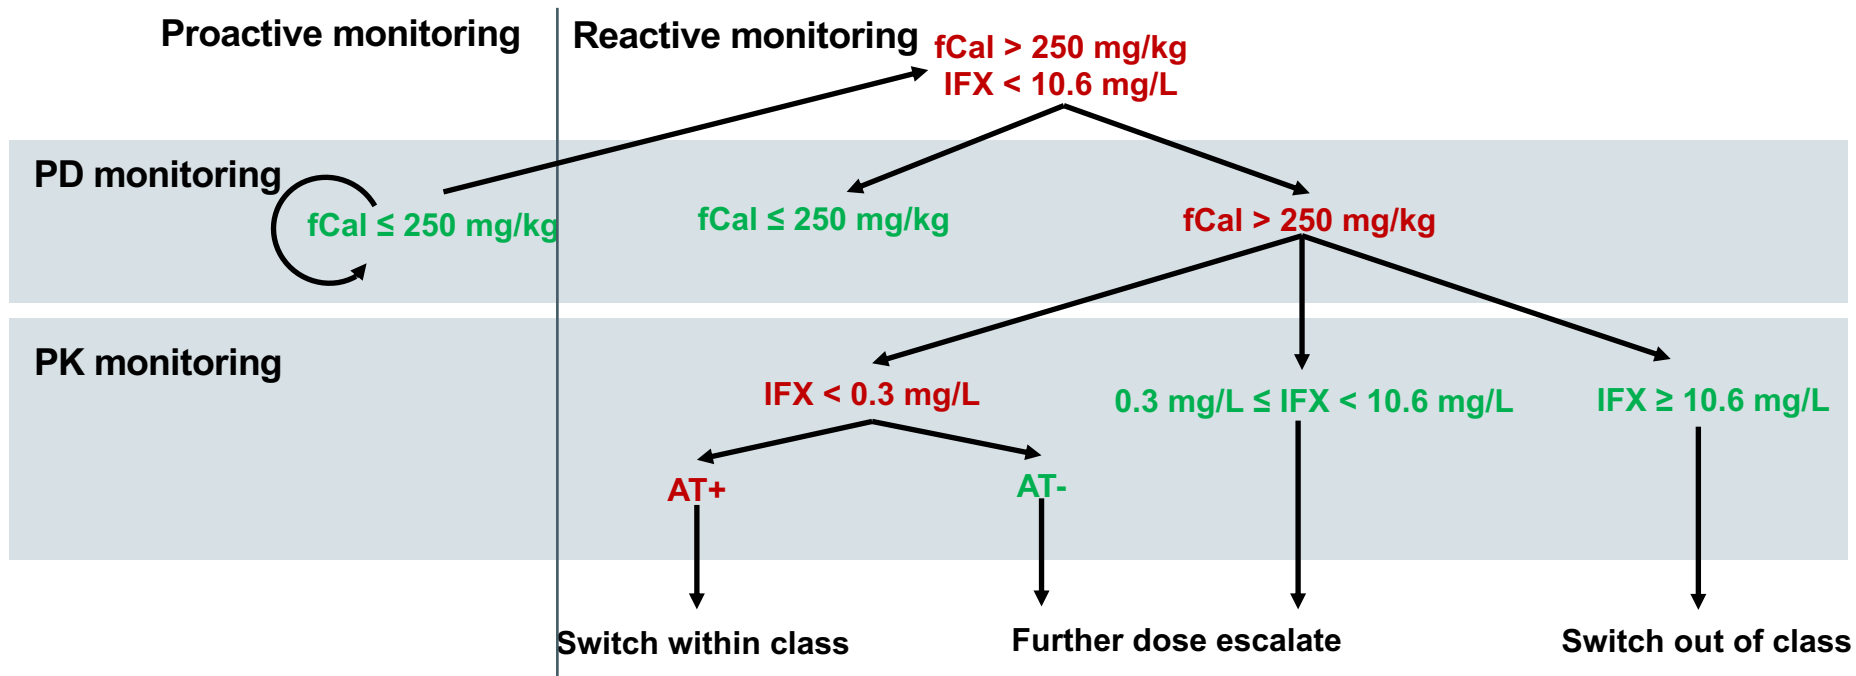 Proactive monitoring
Reactive monitoring
fCal > 250 mg/kg
IFX < 10.6 mg/L
PD monitoring
fCal ≤ 250 mg/kg
fCal ≤ 250 mg/kg
fCal > 250 mg/kg
PK monitoring
IFX < 0.3 mg/L
0.3 mg/L ≤ IFX < 10.6 mg/L
IFX ≥ 10.6 mg/L
AT+
AT-
Switch within class
Further dose escalate
Switch out of class